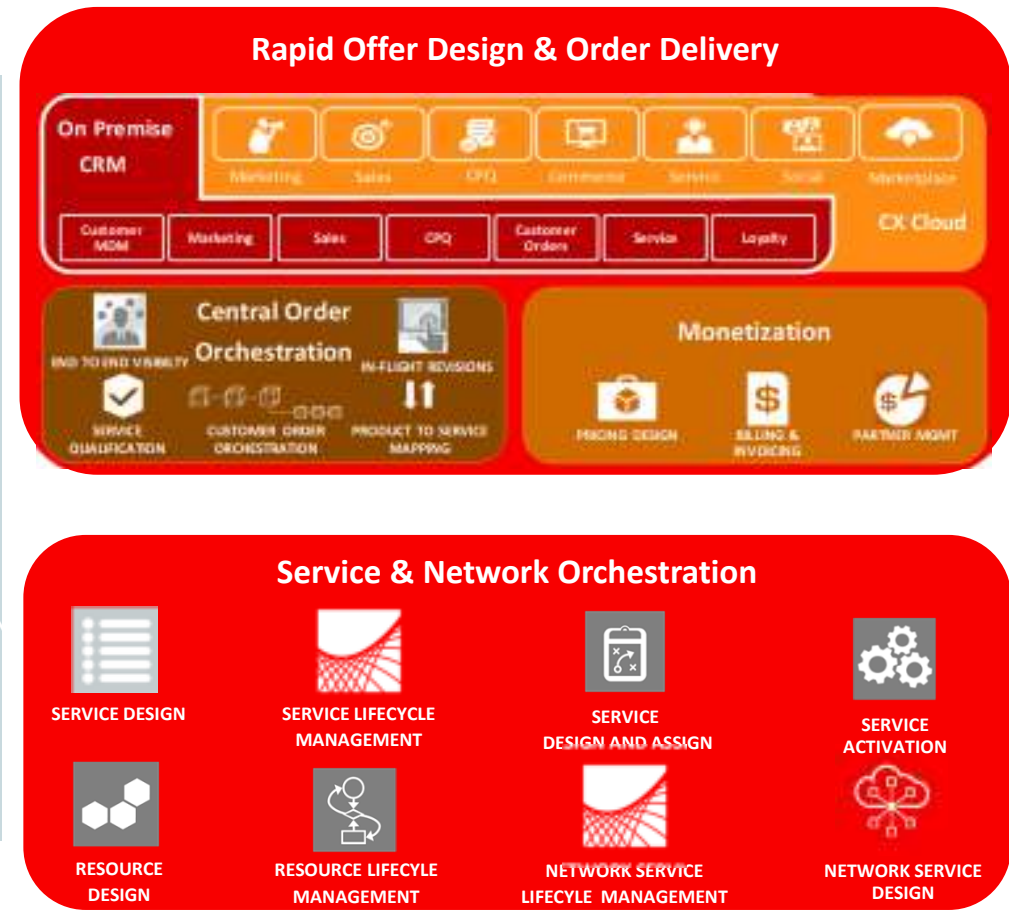 Rapid Offer Design & Order Delivery
On Premise
CRM
Marketing
Sales
CPQ
Commerce
Service
Social
Marketplace
CX Cloud
Customer
MDM
Marketing
Sales
CPQ
Customer
Orders
Service
Loyalty
Central Order
Orchestration
END TO END VISIBILTY
IN-FLIGHT REVISIONS
SERVICE
QUALIFICATION
CUSTOMER ORDER
ORCHESTRATION
PRODUCT TO SERVICE
MAPPING
Monetization
PRICING DESIGN
BILLING &
INVOICING
PARTNER MGMT
Service & Network Orchestration
SERVICE DESIGN
SERVICE LIFECYCLE
MANAGEMENT
SERVICE
DESIGN AND ASSIGN
SERVICE
ACTIVATION
RESOURCE
DESIGN
RESOURCE LIFECYLE
MANAGEMENT
NETWORK SERVICE
LIFECYLE MANAGEMENT
NETWORK SERVICE
DESIGN